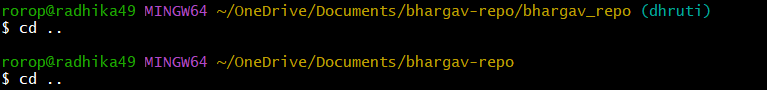 rorop@radhika49 MINGW64 ~/OneDrive/Documents/bhargav-repo/bhargav_repo (dhruti)
$ cd ..
rorop@radhika49 MINGW64 ~/OneDrive/Documents/bhargav-repo
$ cd ..